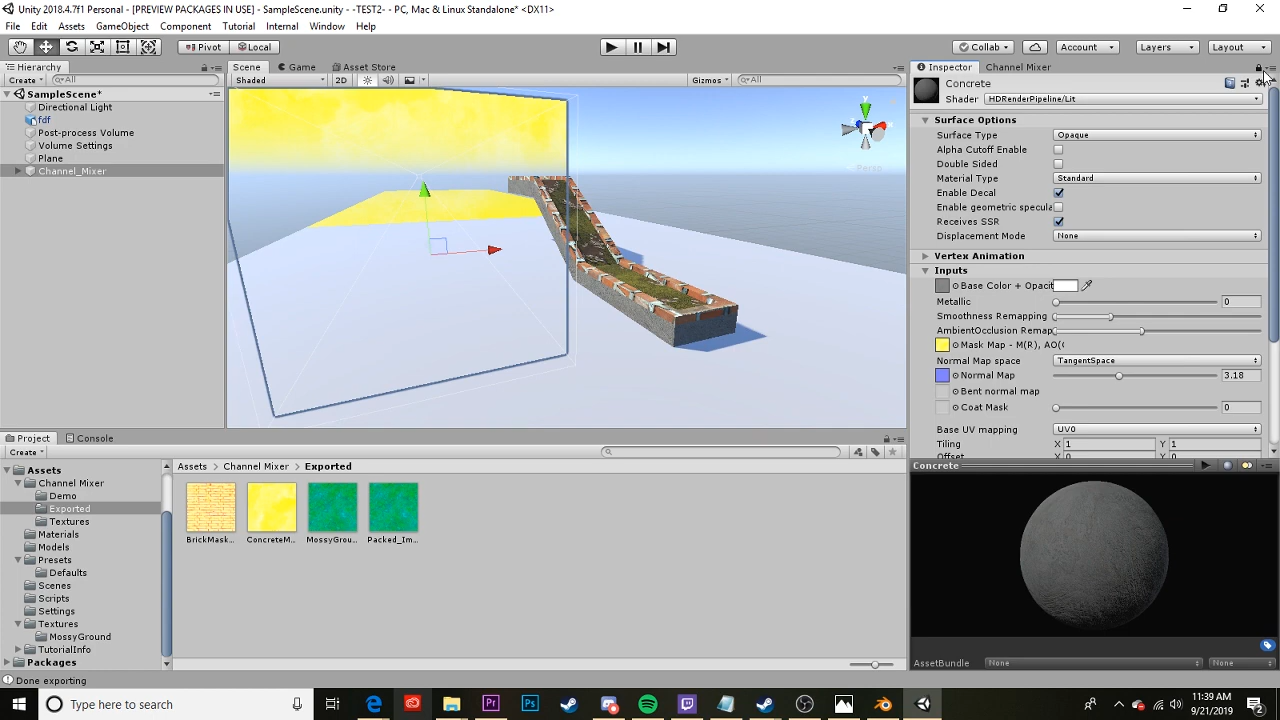 Unity 2018.4.7f1 Personal - [PREVIEW PACKAGES IN USE] - SampleScene.unity - -TEST2- - PC, Mac & Linux Standalone* <DX11>
File Edit Assets GameObject Component Tutorial Internal Window Help
Pivot Local Collab Account Layers Layout
Hierarchy Scene Game Asset Store Inspector Channel Mixer
Create All Shaded 2D Gizmos All Concrete
SampleScene* Shader HDRenderPipeline/Lit
Directional Light
fdf
Post-process Volume
Volume Settings
Plane
Channel_Mixer
y
Persp
Surface Options
Surface Type Opaque
Alpha Cutoff Enable
Double Sided
Material Type Standard
Enable Decal
Enable geometric specula
Receives SSR
Displacement Mode None
Vertex Animation
Inputs
Base Color + Opacit
Metallic 0
Smoothness Remapping
AmbientOcclusion Remap
Mask Map - M(R), AO(
Normal Map space TangentSpace
Normal Map 3.18
Bent normal map
Coat Mask 0
Base UV mapping UV0
Tiling X 1 Y 1
Offset X 0 Y 0
Project Console
Create
Assets
Channel Mixer
Demo
Exported
Textures
Materials
Models
Presets
Defaults
Scenes
Scripts
Settings
Textures
MossyGround
TutorialInfo
Packages
Assets > Channel Mixer > Exported
BrickMask... ConcreteM... MossyGrou... Packed_Im...
Concrete
AssetBundle None None
Done exporting
Type here to search
11:39 AM
9/21/2019